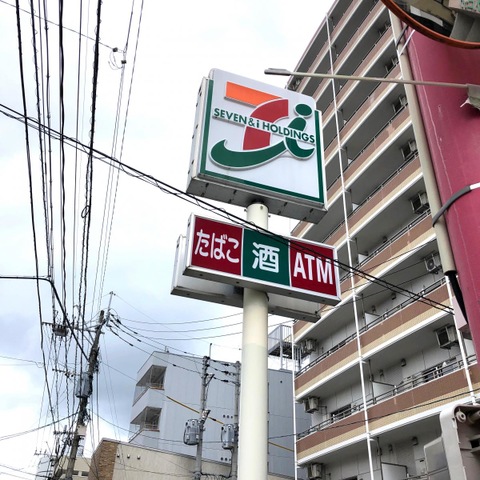 SEVEN & i HOLDINGS
たばこ 酒 ATM